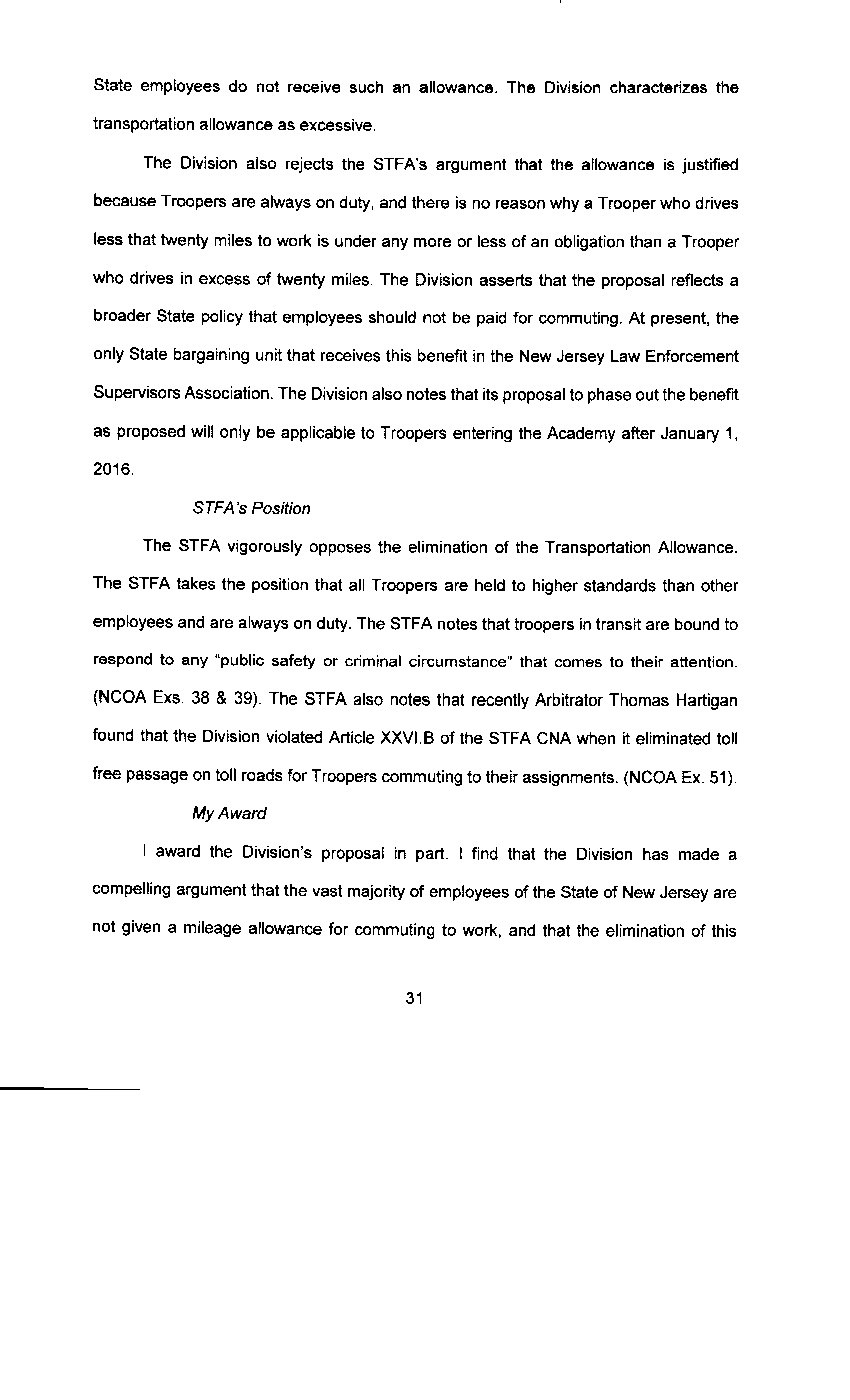 State employees do not receive such an allowance. The Division characterizes the
transportation allowance as excessive.
The Division also rejects the STFA's argument that the allowance is justified
because Troopers are always on duty, and there is no reason why a Trooper who drives
less that twenty miles to work is under any more or less of an obligation than a Trooper
who drives in excess of twenty miles. The Division asserts that the proposal reflects a
broader State policy that employees should not be paid for commuting. At present, the
only State bargaining unit that receives this benefit in the New Jersey Law Enforcement
Supervisors Association. The Division also notes that its proposal to phase out the benefit
as proposed will only be applicable to Troopers entering the Academy after January 1,
2016.
STFA's Position
The STFA vigorously opposes the elimination of the Transportation Allowance.
The STFA takes the position that all Troopers are held to higher standards than other
employees and are always on duty. The STFA notes that troopers in transit are bound to
respond to any “public safety or criminal circumstance” that comes to their attention.
(NCOA Exs. 38 & 39). The STFA also notes that recently Arbitrator Thomas Hartigan
found that the Division violated Article XXVI.B of the STFA CNA when it eliminated toll
free passage on toll roads for Troopers commuting to their assignments. (NCOA Ex. 51).
My Award
I award the Division's proposal in part. I find that the Division has made a
compelling argument that the vast majority of employees of the State of New Jersey are
not given a mileage allowance for commuting to work, and that the elimination of this
31